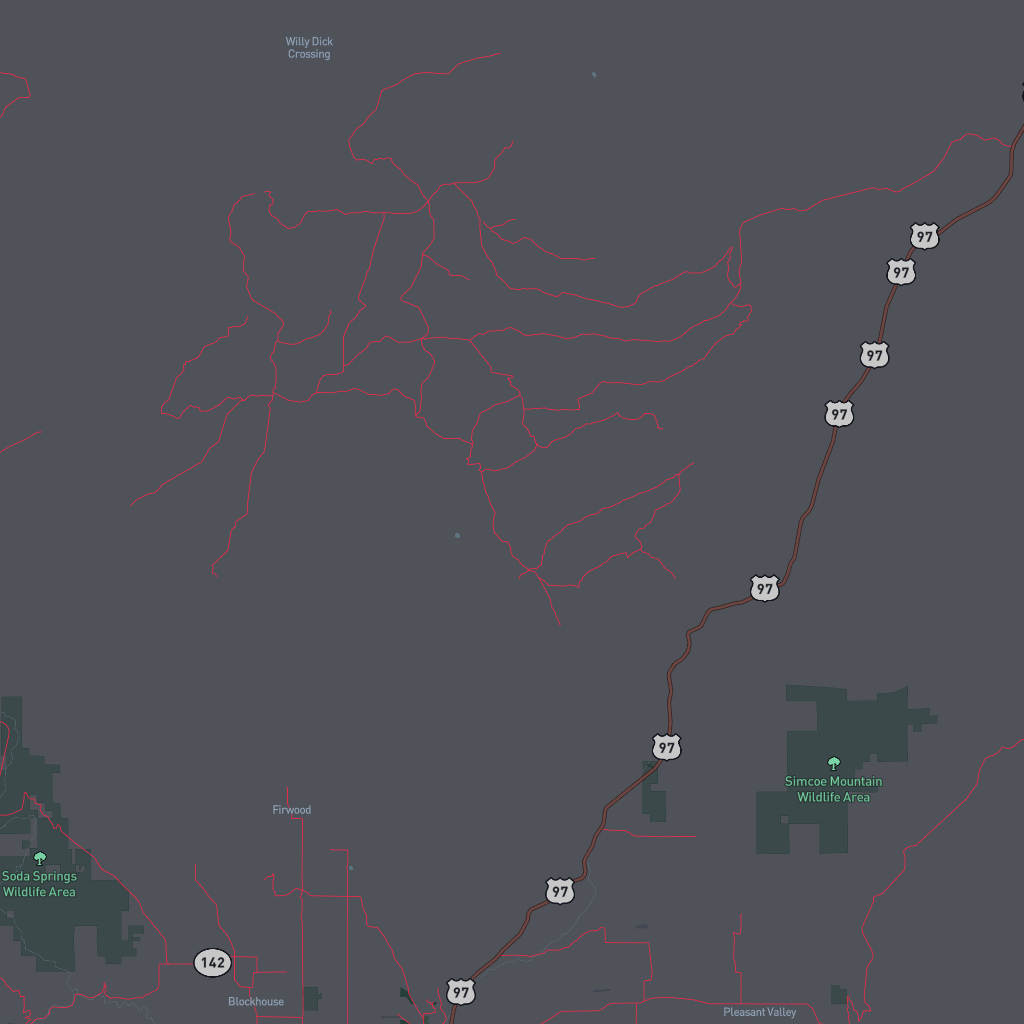 Willy Dick
Crossing
97
97
97
97
97
97
Simcoe Mountain
Wildlife Area
Firwood
Soda Springs
Wildlife Area
97
142
97
Blockhouse
Pleasant Valley